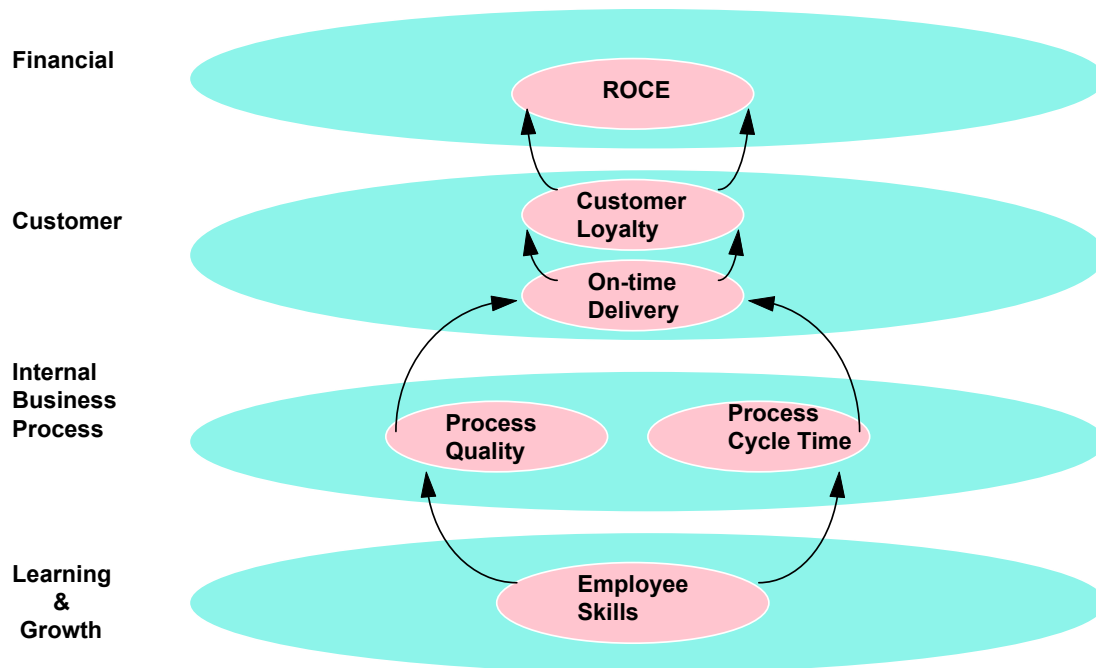 Financial
ROCE
Customer
Customer
Loyalty
On-time
Delivery
Internal
Business
Process
Process
Quality
Process
Cycle Time
Learning
&
Growth
Employee
Skills